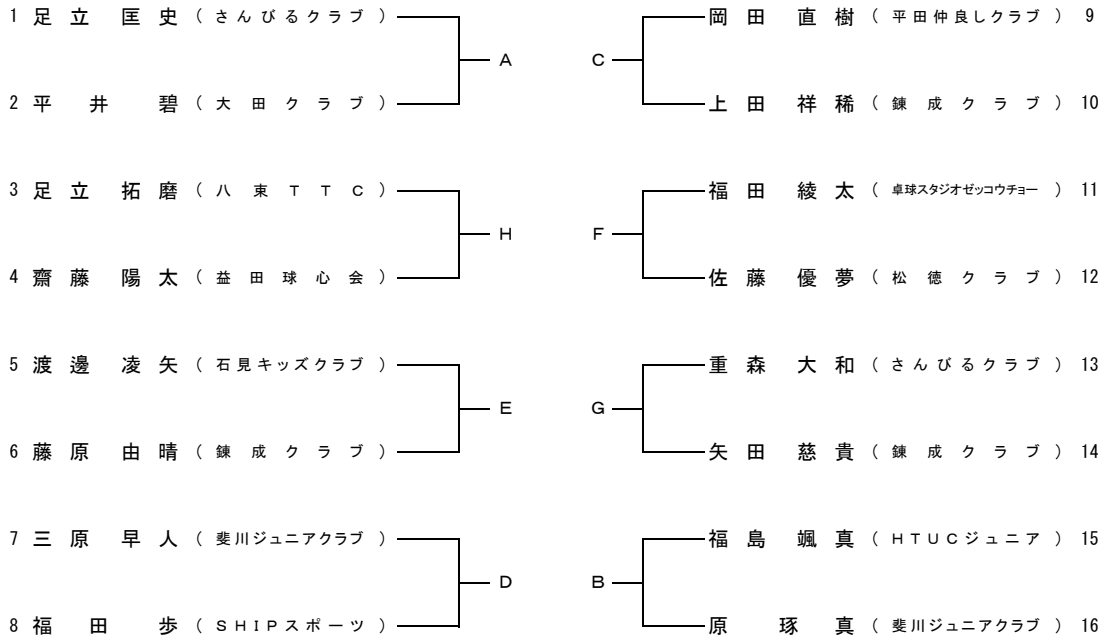 1 足立 匡史 (さんびるクラブ)
A
2 平井 碧 (大田クラブ)
3 足立 拓磨 (八束TTC)
H
4 齋藤 陽太 (益田球心会)
5 渡邊 凌矢 (石見キッズクラブ)
E
6 藤原 由晴 (錬成クラブ)
7 三原 早人 (斐川ジュニアクラブ)
D
8 福田 歩 (SHIPスポーツ)
岡田 直樹 (平田仲良しクラブ) 9
C
上田 祥稀 (錬成クラブ) 10
福田 綾太 (卓球スタジオゼッコウチョー) 11
F
佐藤 優夢 (松徳クラブ) 12
重森 大和 (さんびるクラブ) 13
G
矢田 慈貴 (錬成クラブ) 14
福島 颯真 (HTUCジュニア) 15
B
原 琢真 (斐川ジュニアクラブ) 16